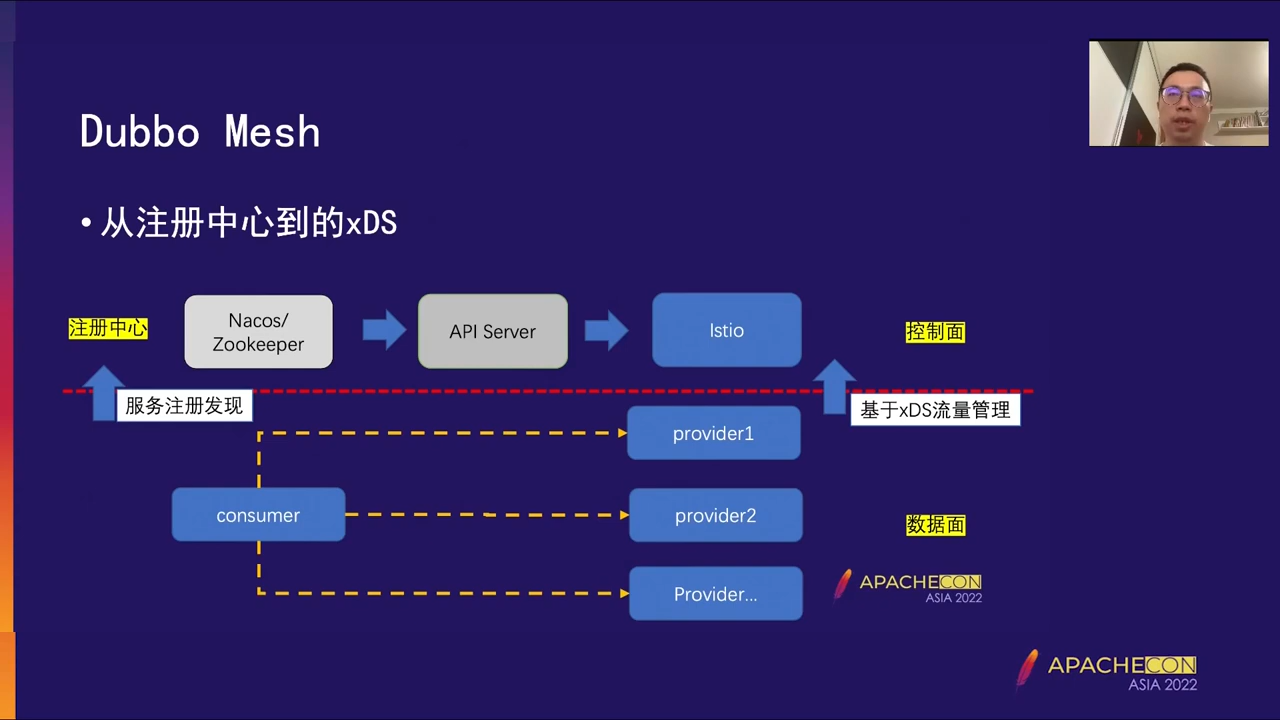 Dubbo Mesh
• 从注册中心到的xDS
注册中心
Nacos/
Zookeeper
API Server
Istio
控制面
服务注册发现
基于xDS流量管理
provider1
consumer
provider2
数据面
Provider...
APACHECON
ASIA 2022
APACHECON
ASIA 2022